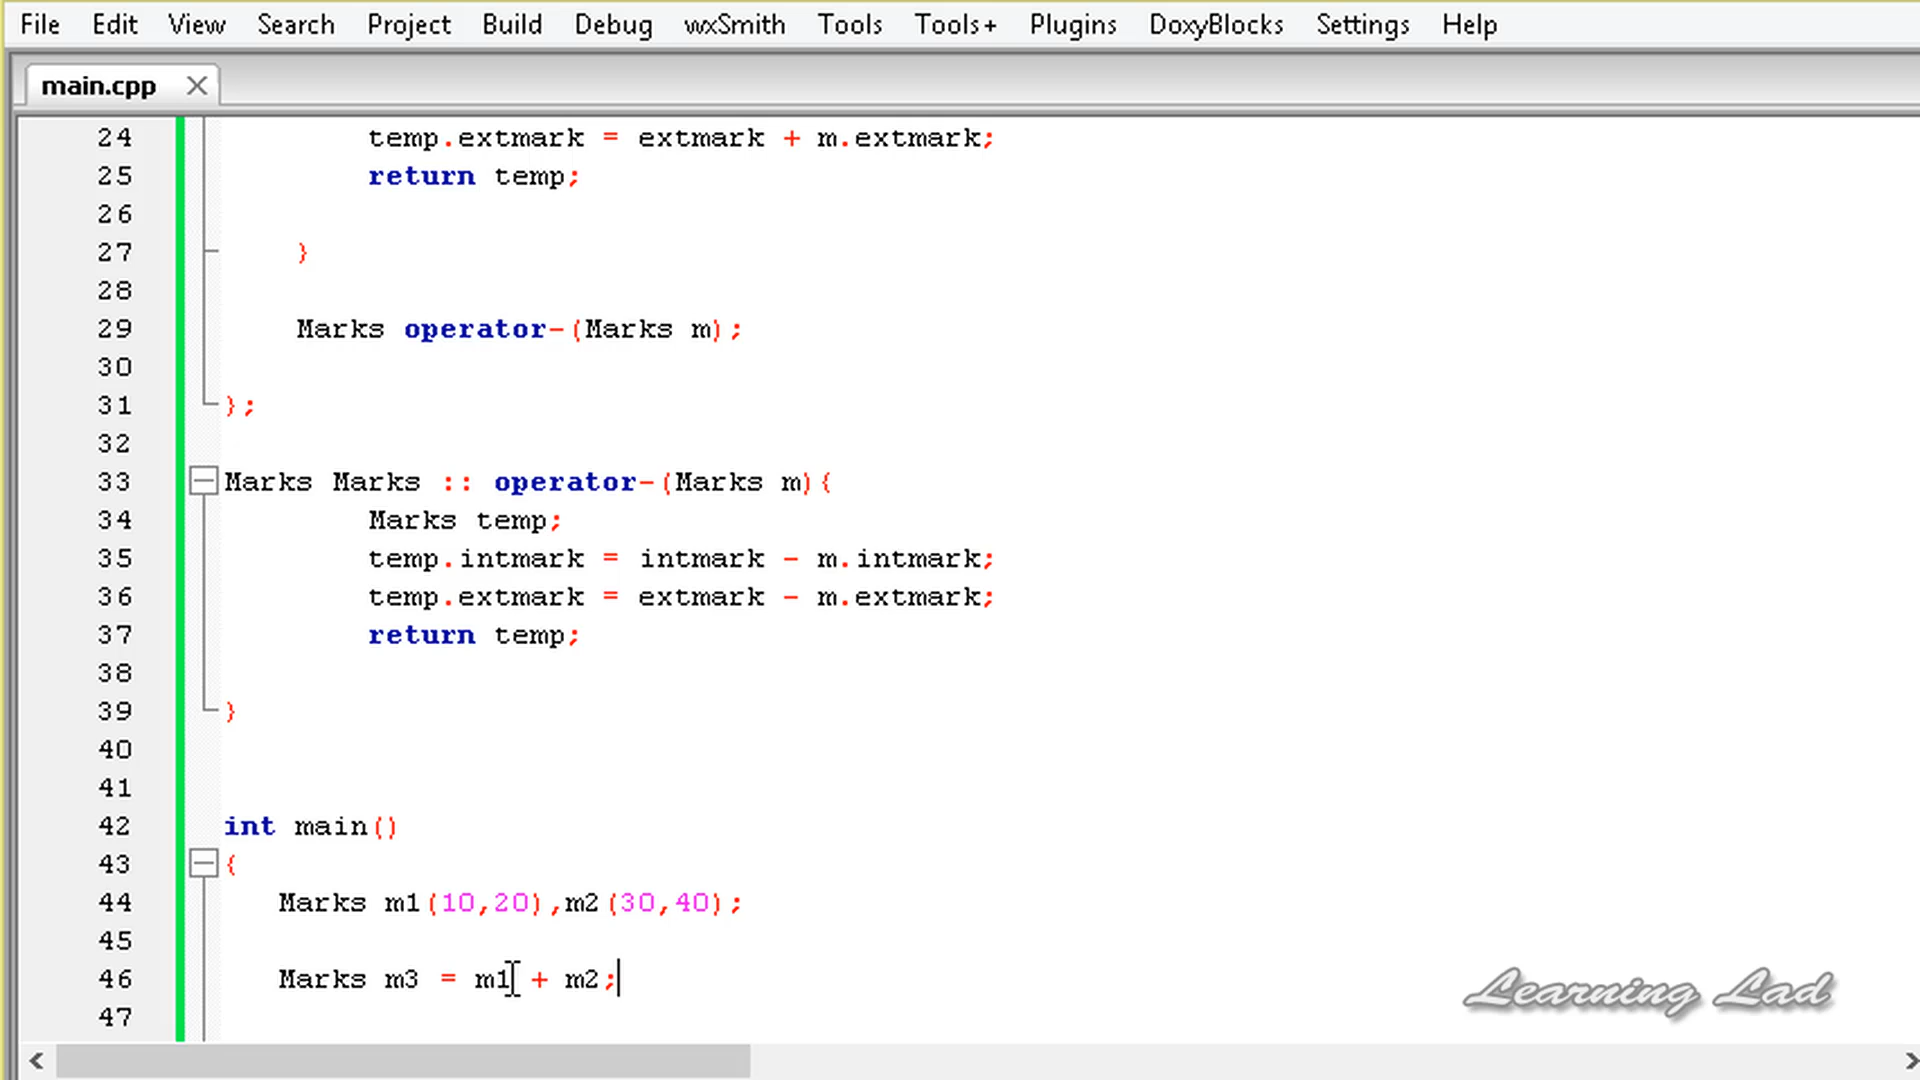 File Edit View Search Project Build Debug wxSmith Tools Tools+ Plugins DoxyBlocks Settings Help
main.cpp
24 temp.extmark = extmark + m.extmark;
25 return temp;
26
27 }
28
29 Marks operator-(Marks m);
30
31 };
32
33 Marks Marks :: operator-(Marks m){
34 Marks temp;
35 temp.intmark = intmark - m.intmark;
36 temp.extmark = extmark - m.extmark;
37 return temp;
38
39 }
40
41
42 int main()
43 {
44 Marks m1(10,20),m2(30,40);
45
46 Marks m3 = m1 + m2;
47
Learning Lad